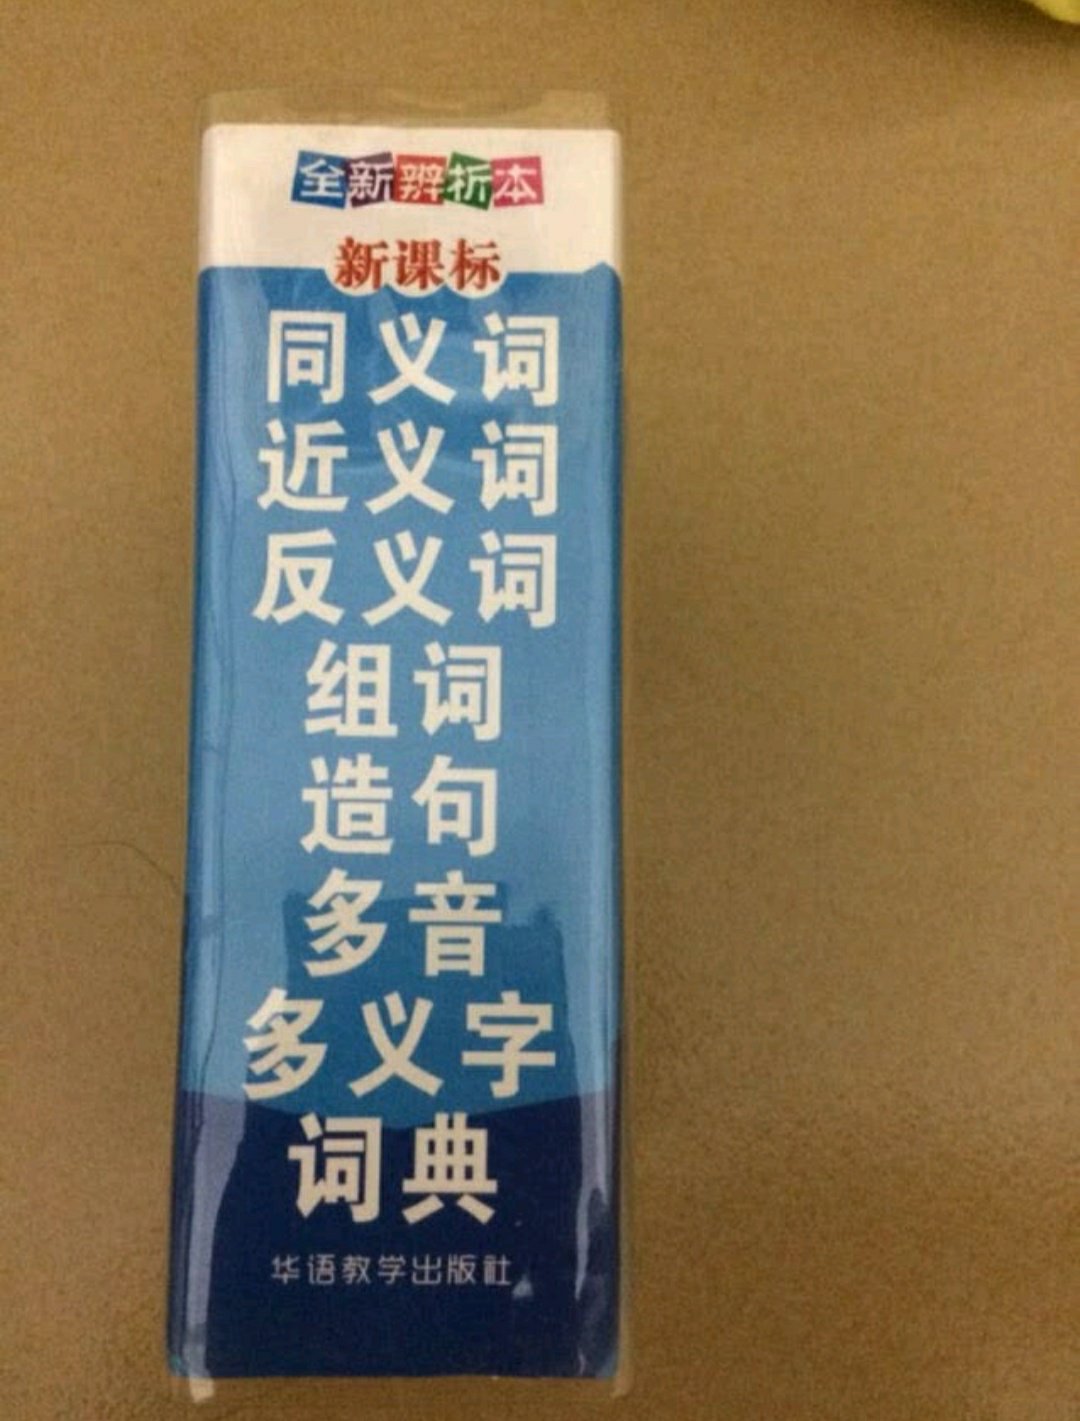 全新辨析本
新课标
同义词
近义词
反义词
组词
造句
多音
多义字
词典
华语教学出版社